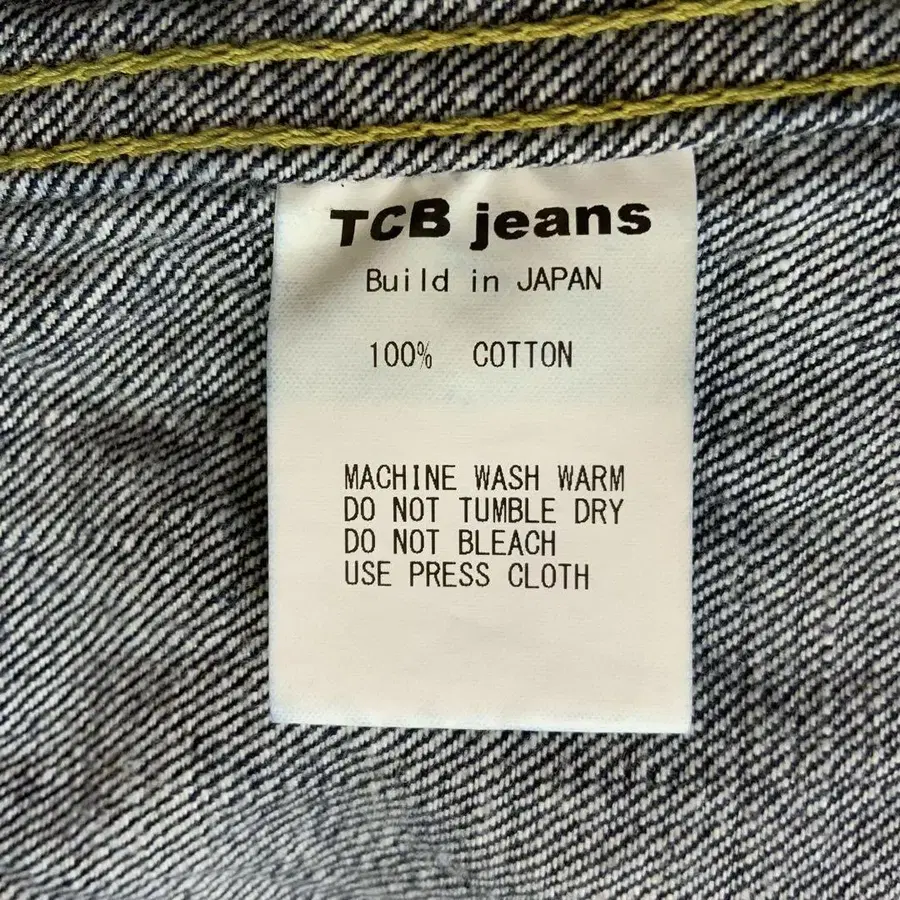 TCB jeans
Build in JAPAN
100% COTTON
MACHINE WASH WARM
DO NOT TUMBLE DRY
DO NOT BLEACH
USE PRESS CLOTH